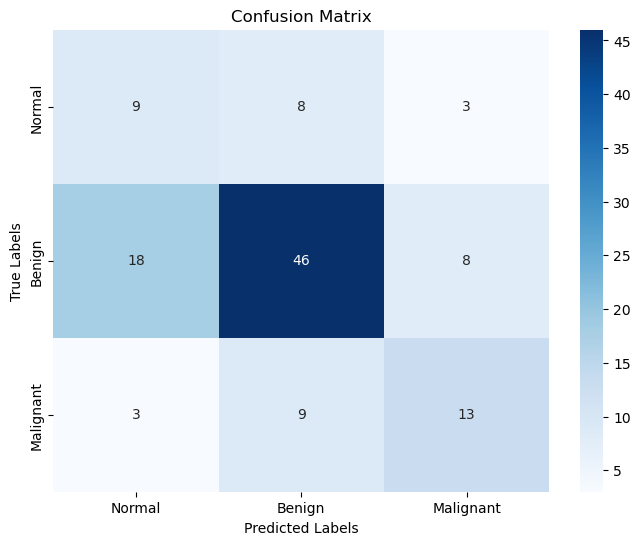 Confusion Matrix
True Labels
Normal
Benign
Malignant
9 8 3
18 46 8
3 9 13
Normal Benign Malignant
Predicted Labels
45
40
35
30
25
20
15
10
5